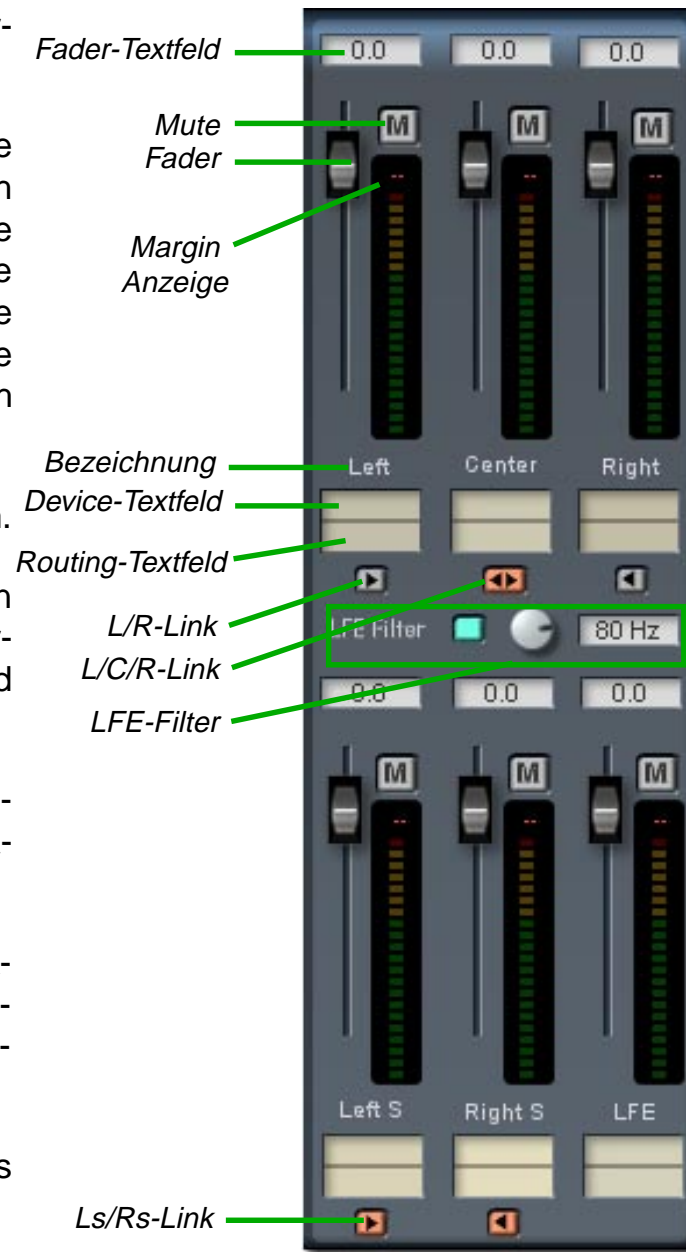 -
Fader-Textfeld
0.0 0.0 0.0
Mute
M M M
e
Fader
n
-- -- --
e
Margin
e
Anzeige
e
e
n
Bezeichnung
Left Center Right
Device-Textfeld
n.
Routing-Textfeld
n
L/R-Link
LFE Filter 80 Hz
-
L/C/R-Link
d
0.0 0.0 0.0
LFE-Filter
M M M
-
-- -- --
-
-
-
-
Left S Right S LFE
s
Ls/Rs-Link